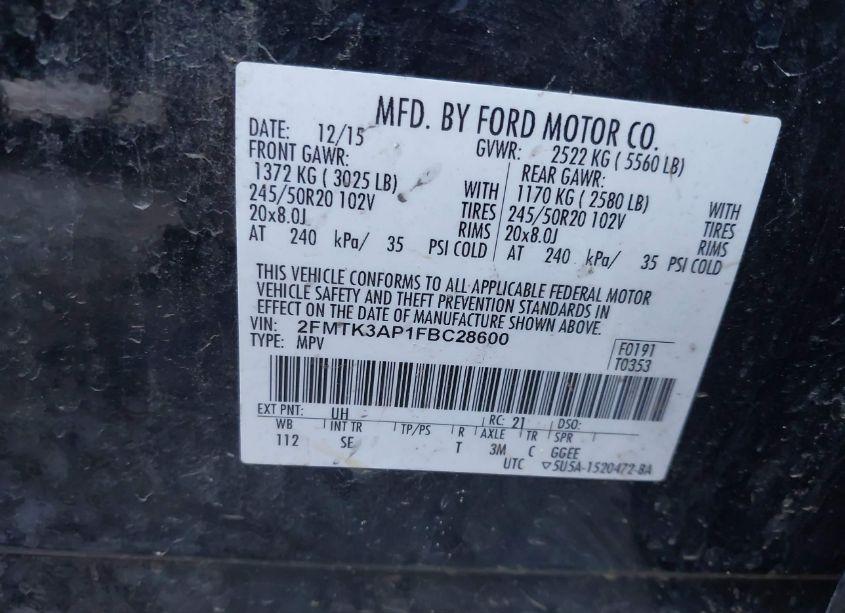 MFD. BY FORD MOTOR CO.
DATE: 12/15 GVWR: 2522 KG ( 5560 LB)
FRONT GAWR: REAR GAWR:
1372 KG ( 3025 LB) WITH 1170 KG ( 2580 LB) WITH
245/50R20 102V TIRES 245/50R20 102V TIRES
20x8.0J RIMS 20x8.0J RIMS
AT 240 kPa/ 35 PSI COLD AT 240 kPa/ 35 PSI COLD
THIS VEHICLE CONFORMS TO ALL APPLICABLE FEDERAL MOTOR
VEHICLE SAFETY AND THEFT PREVENTION STANDARDS IN
EFFECT ON THE DATE OF MANUFACTURE SHOWN ABOVE.
VIN: 2FMTK3AP1FBC28600
TYPE: MPV
F0191
T0353
EXT PNT: UH RC: 21 DSO:
WB INT TR TP/PS R AXLE TR SPR
112 SE T 3M C GGEE
UTC ▽5U5A-1520472-BA